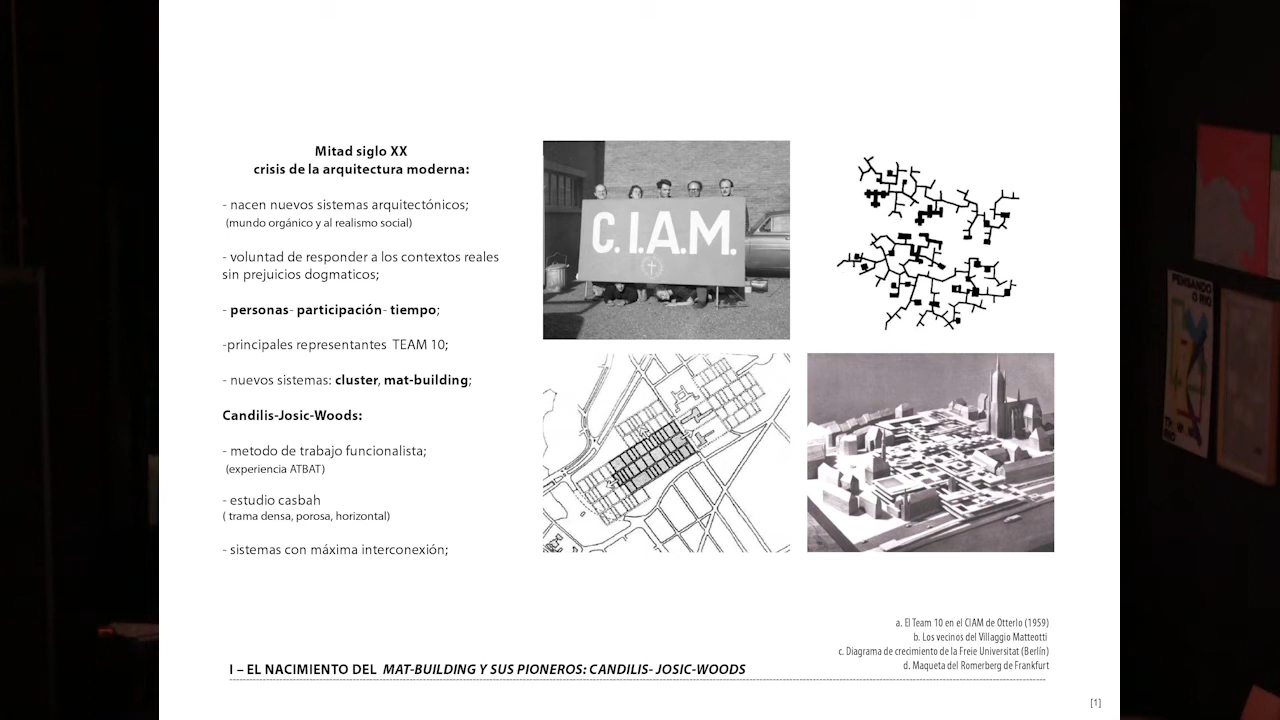 Mitad siglo XX
crisis de la arquitectura moderna:
- nacen nuevos sistemas arquitectónicos;
(mundo orgánico y al realismo social)
- voluntad de responder a los contextos reales
sin prejuicios dogmaticos;
- personas- participación- tiempo;
-principales representantes TEAM 10;
- nuevos sistemas: cluster, mat-building;
Candilis-Josic-Woods:
- metodo de trabajo funcionalista;
(experiencia ATBAT)
- estudio casbah
( trama densa, porosa, horizontal)
- sistemas con máxima interconexión;
C.I.A.M.
a. El Team 10 en el CIAM de Otterlo (1959)
b. Los vecinos del Villaggio Matteotti
c. Diagrama de crecimiento de la Freie Universitat (Berlín)
d. Maqueta del Romerberg de Frankfurt
I – EL NACIMIENTO DEL MAT-BUILDING Y SUS PIONEROS: CANDILIS- JOSIC-WOODS
[1]
PENSANDO
O RIO